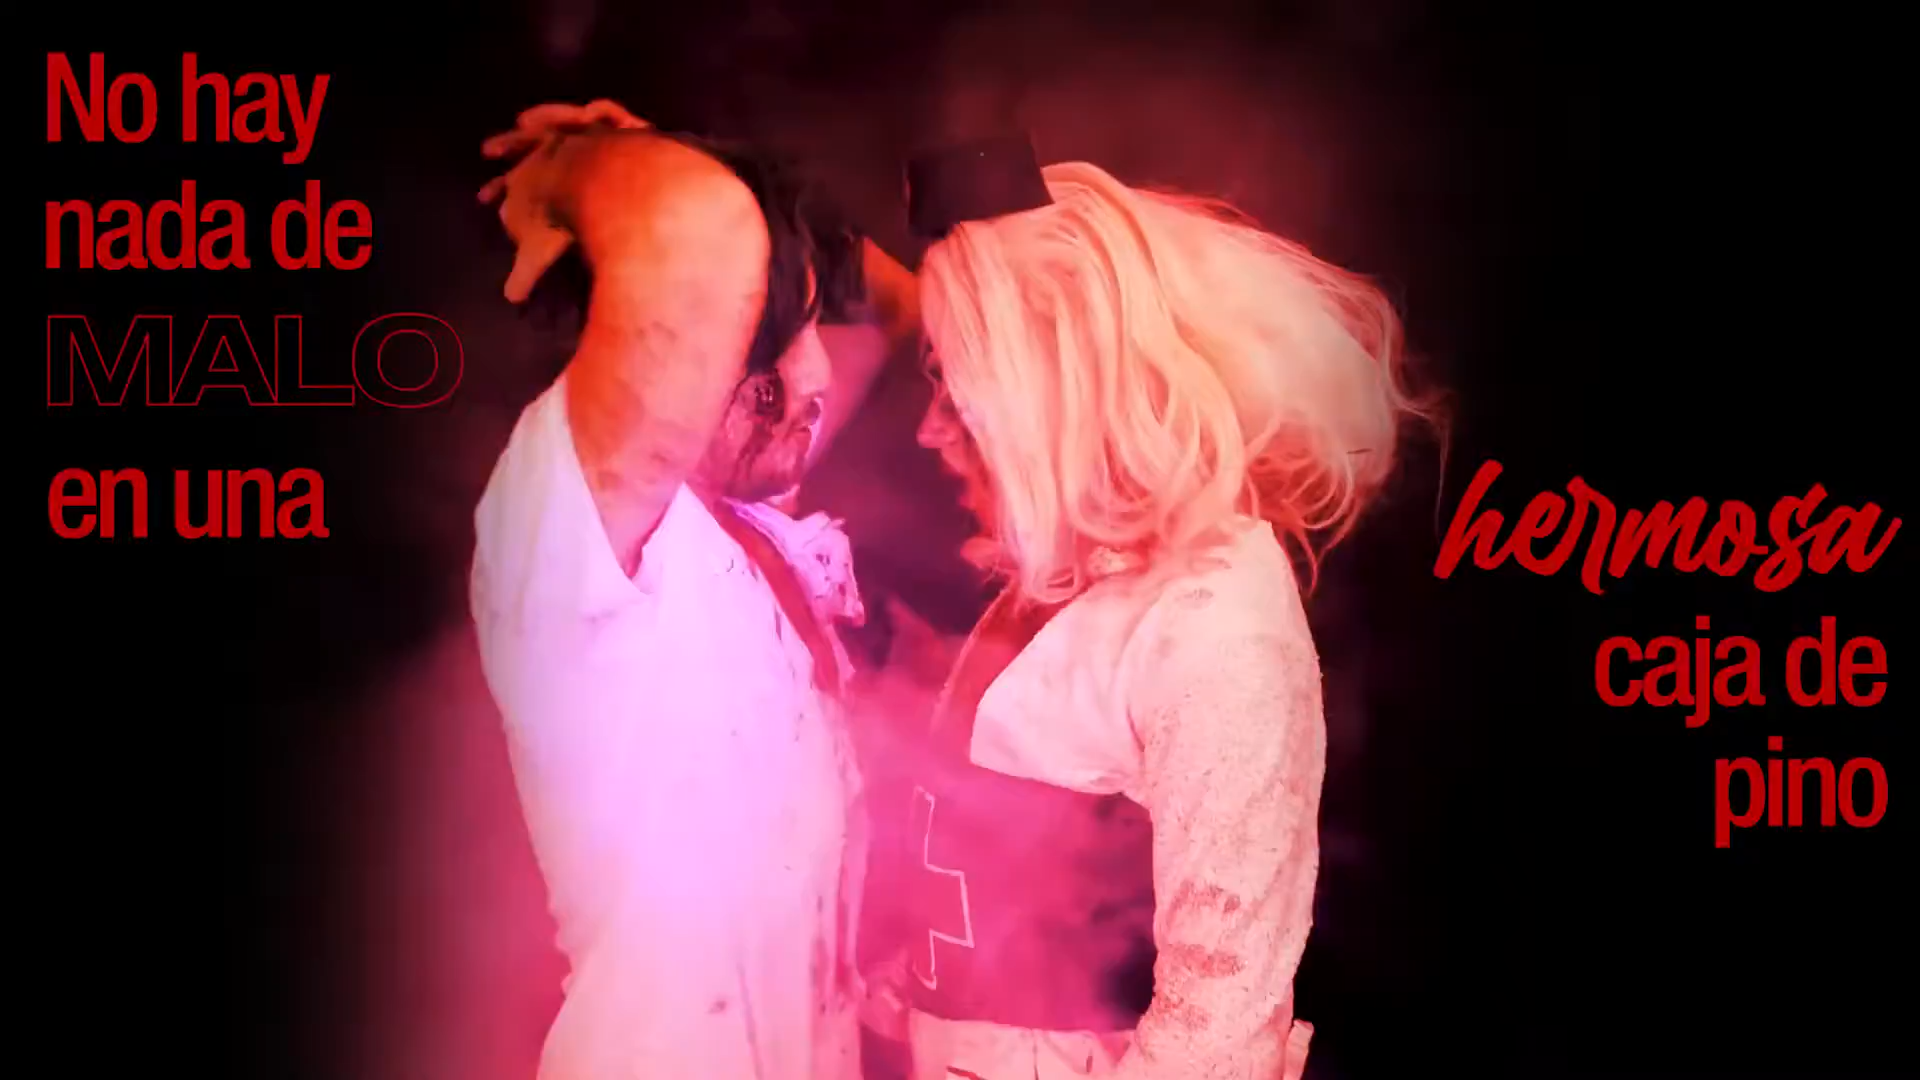 No hay
nada de
MALO
en una
hermosa
caja de
pino